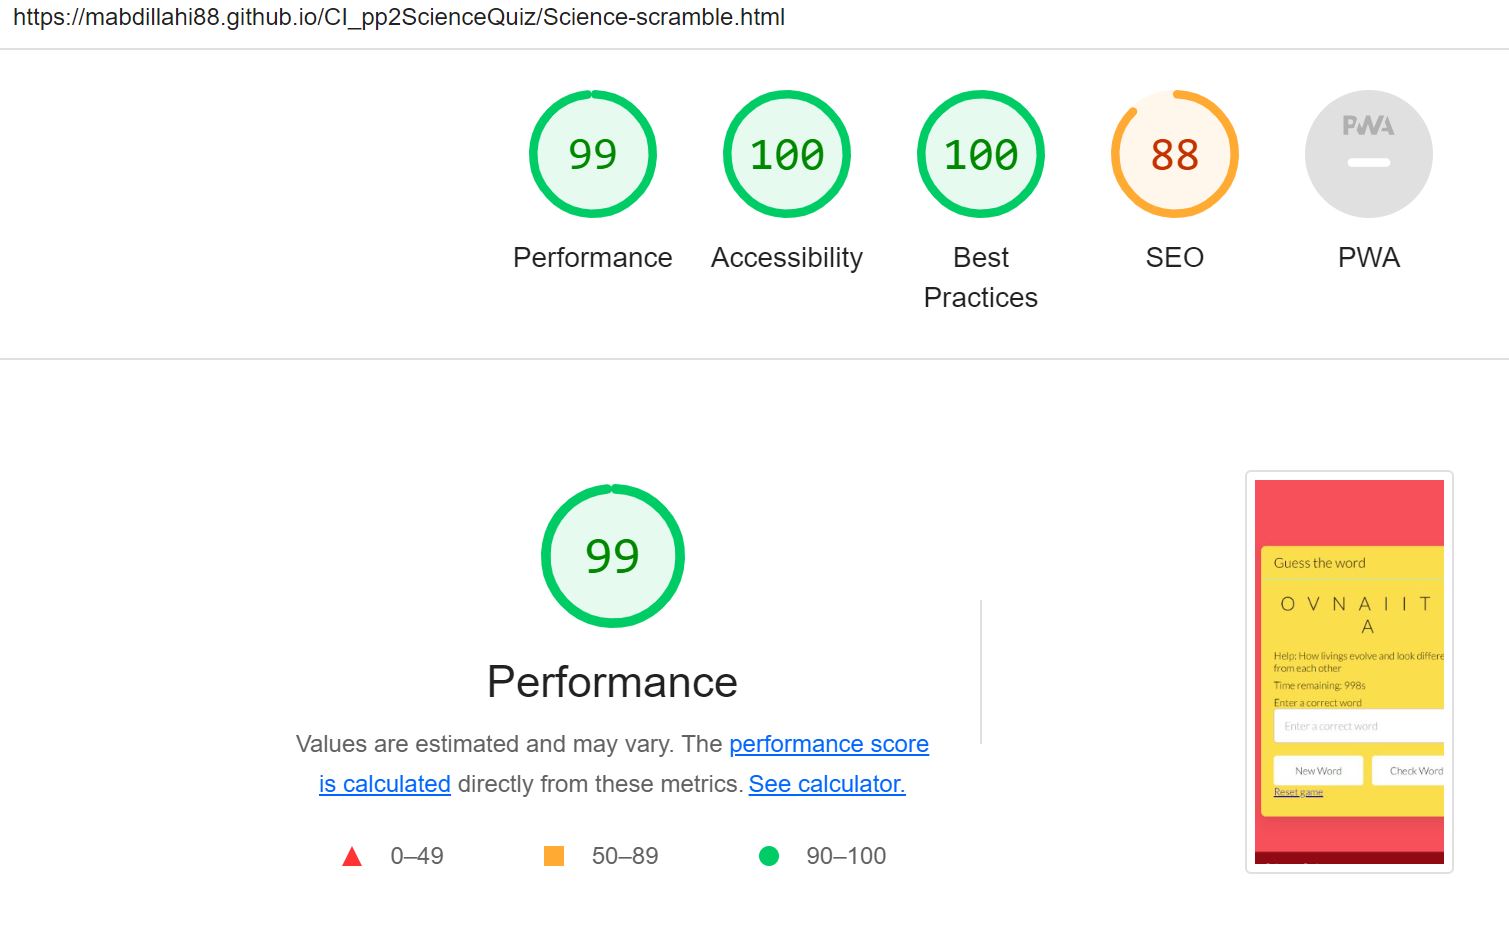 https://mabdillahi88.github.io/CI_pp2ScienceQuiz/Science-scramble.html
99
100
100
88
PWA
Performance
Accessibility
Best
Practices
SEO
PWA
99
Performance
Values are estimated and may vary. The performance score
is calculated directly from these metrics. See calculator.
0–49
50–89
90–100
Guess the word
O V N A I I T
A
Help: How livings evolve and look differe
from each other
Time remaining: 998s
Enter a correct word
Enter a correct word
New Word
Check Word
Reset game